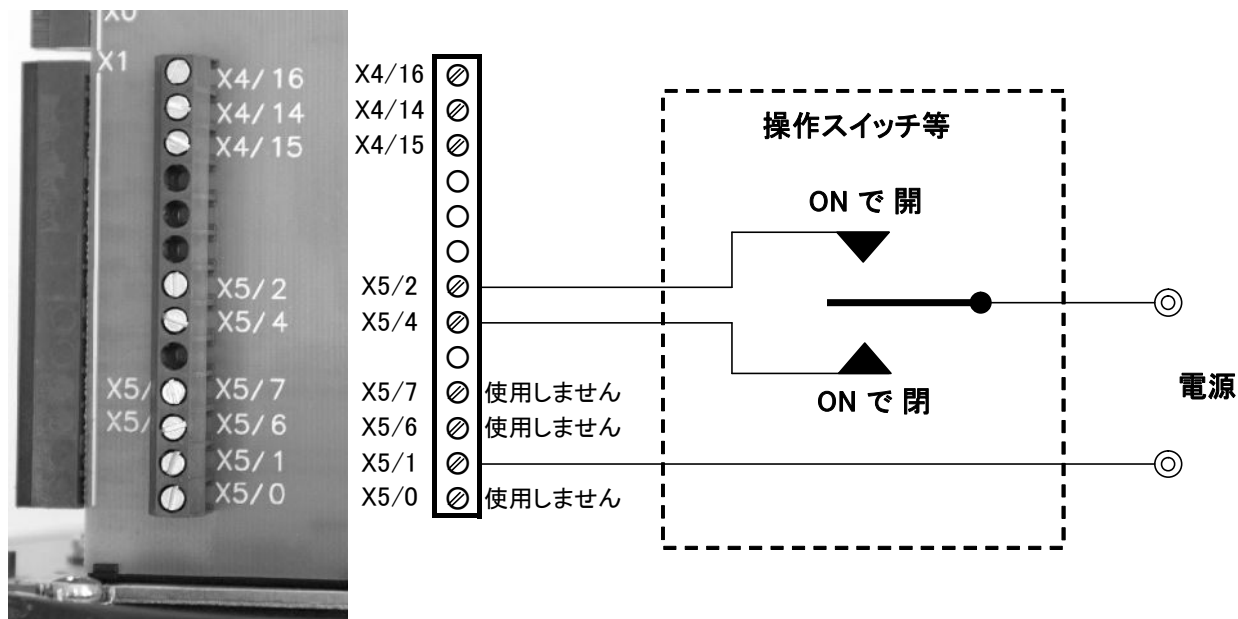 X1
X4/16
X4/14
X4/15
X5/2
X5/4
X5/ X5/7
X5/ X5/6
X5/1
X5/0
X4/16
X4/14
X4/15
X5/2
X5/4
X5/7 使用しません
X5/6 使用しません
X5/1
X5/0 使用しません
操作スイッチ等
ON で 開
ON で 閉
電源